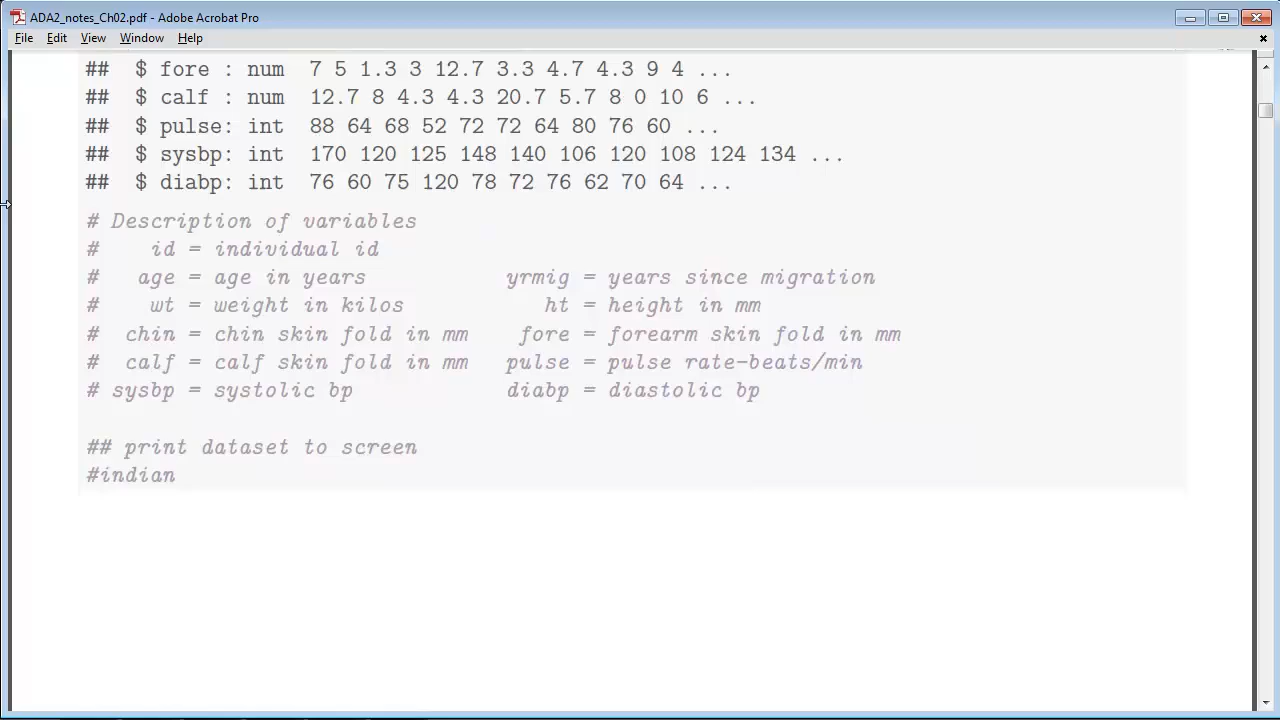 ADA2_notes_Ch02.pdf - Adobe Acrobat Pro
File Edit View Window Help
## $ fore : num 7 5 1.3 3 12.7 3.3 4.7 4.3 9 4 ...
## $ calf : num 12.7 8 4.3 4.3 20.7 5.7 8 0 10 6 ...
## $ pulse: int 88 64 68 52 72 72 64 80 76 60 ...
## $ sysbp: int 170 120 125 148 140 106 120 108 124 134 ...
## $ diabp: int 76 60 75 120 78 72 76 62 70 64 ...
# Description of variables
# id = individual id
# age = age in years yrmig = years since migration
# wt = weight in kilos ht = height in mm
# chin = chin skin fold in mm fore = forearm skin fold in mm
# calf = calf skin fold in mm pulse = pulse rate-beats/min
# sysbp = systolic bp diabp = diastolic bp
## print dataset to screen
#indian